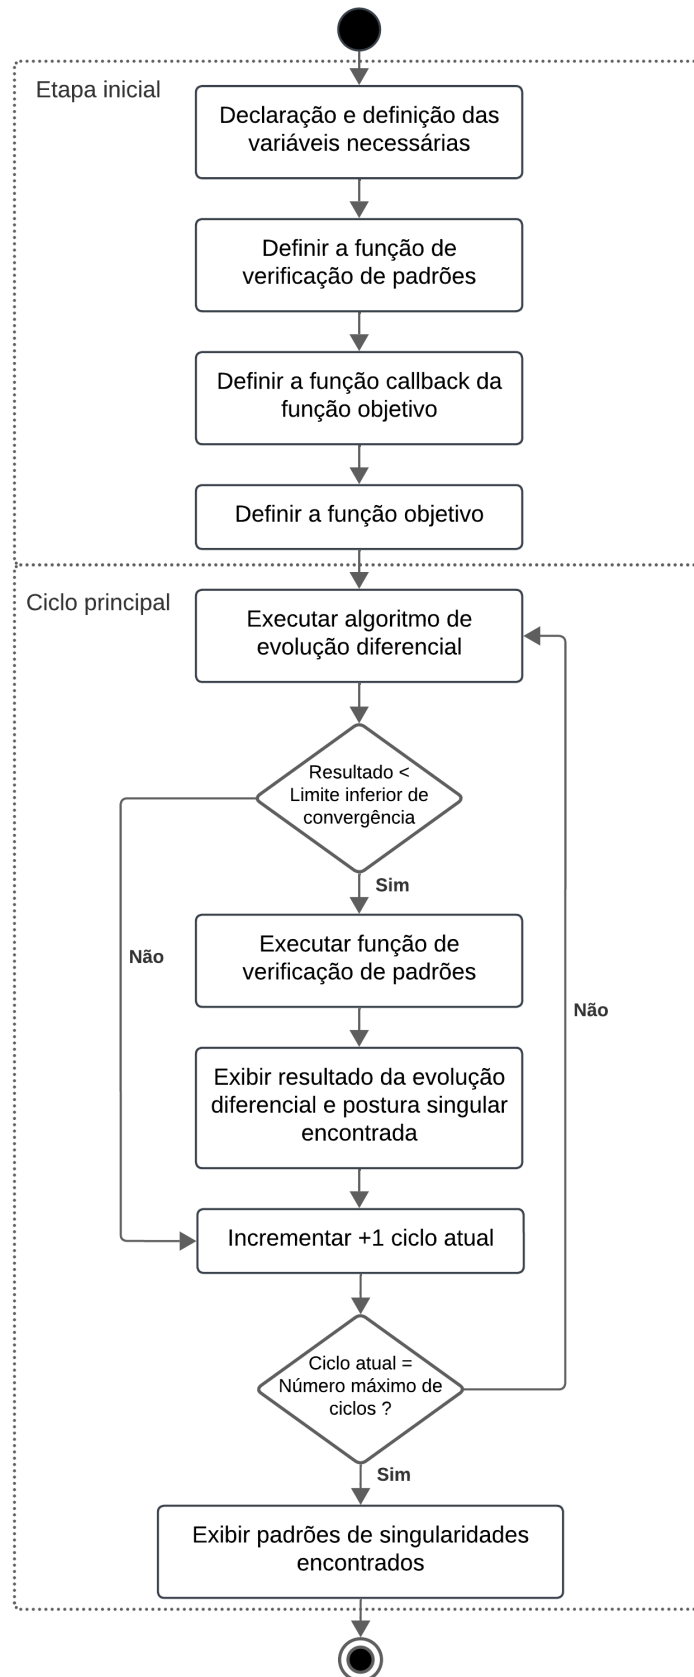 Etapa inicial
Declaração e definição das
variáveis necessárias
Definir a função de
verificação de padrões
Definir a função callback da
função objetivo
Definir a função objetivo
Ciclo principal
Executar algoritmo de
evolução diferencial
Resultado <
Limite inferior de
convergência
Sim
Não
Executar função de
verificação de padrões
Não
Exibir resultado da evolução
diferencial e postura singular
encontrada
Incrementar +1 ciclo atual
Ciclo atual =
Número máximo de
ciclos ?
Sim
Exibir padrões de singularidades
encontrados